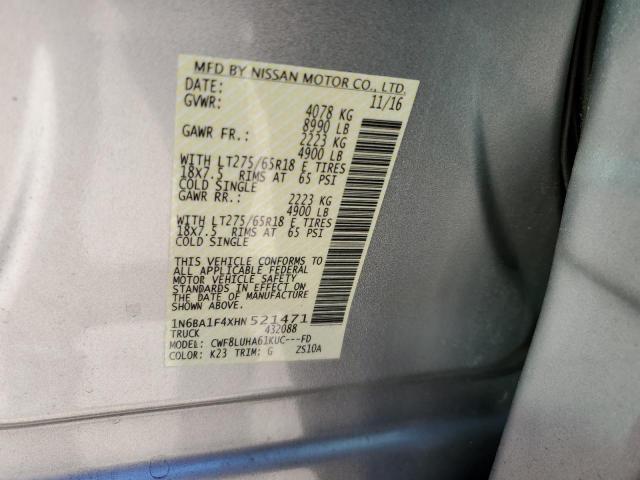 MFD BY NISSAN MOTOR CO., LTD.
DATE: 11/16
GVWR: 4078 KG
8990 LB
GAWR FR.: 2223 KG
4900 LB
WITH LT275/65R18 E TIRES
18X7.5 RIMS AT 65 PSI
COLD SINGLE
GAWR RR.: 2223 KG
4900 LB
WITH LT275/65R18 E TIRES
18X7.5 RIMS AT 65 PSI
COLD SINGLE
THIS VEHICLE CONFORMS TO
ALL APPLICABLE FEDERAL
MOTOR VEHICLE SAFETY
STANDARDS IN EFFECT ON
THE DATE OF MANUFACTURE
SHOWN ABOVE.
1N6BA1F4XHN521471
TRUCK 432088
MODEL: CWF8LUHA61KUC---FD
COLOR: K23 TRIM: G ZS10A